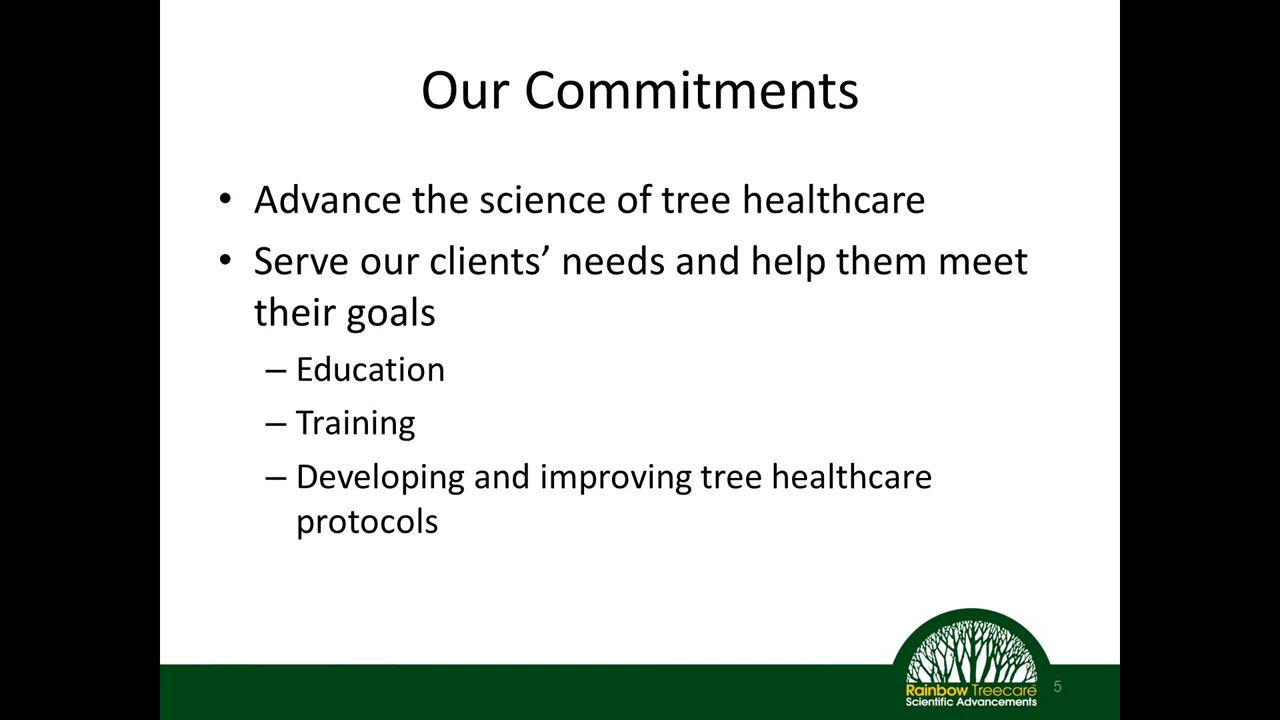 Our Commitments
• Advance the science of tree healthcare
• Serve our clients’ needs and help them meet
their goals
– Education
– Training
– Developing and improving tree healthcare
protocols
Rainbow Treecare
Scientific Advancements
5